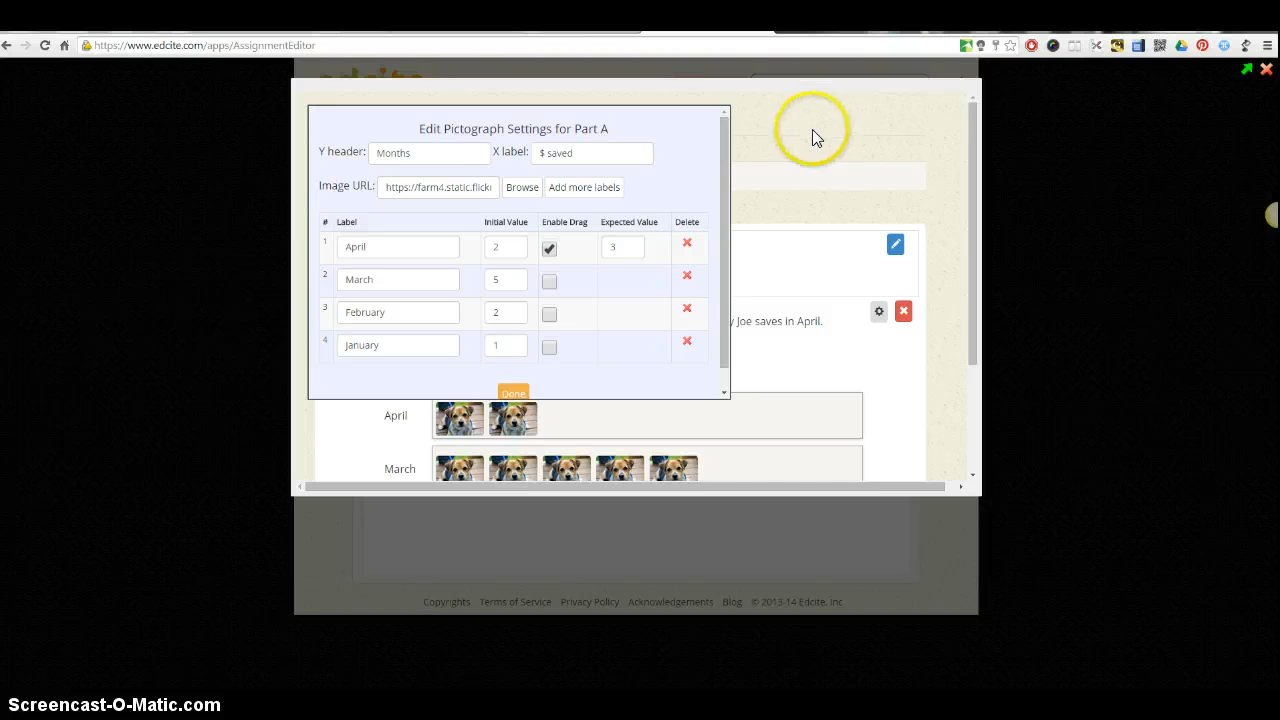 https://www.edcite.com/apps/AssignmentEditor
Edit Pictograph Settings for Part A
Y header: Months X label: $ saved
Image URL: https://farm4.static.flick Browse Add more labels
# Label Initial Value Enable Drag Expected Value Delete
1 April 2 3
2 March 5
3 February 2
4 January 1
Done
Joe saves in April.
April
March
Copyrights Terms of Service Privacy Policy Acknowledgements Blog © 2013-14 Edcite, inc
Screencast-O-Matic.com